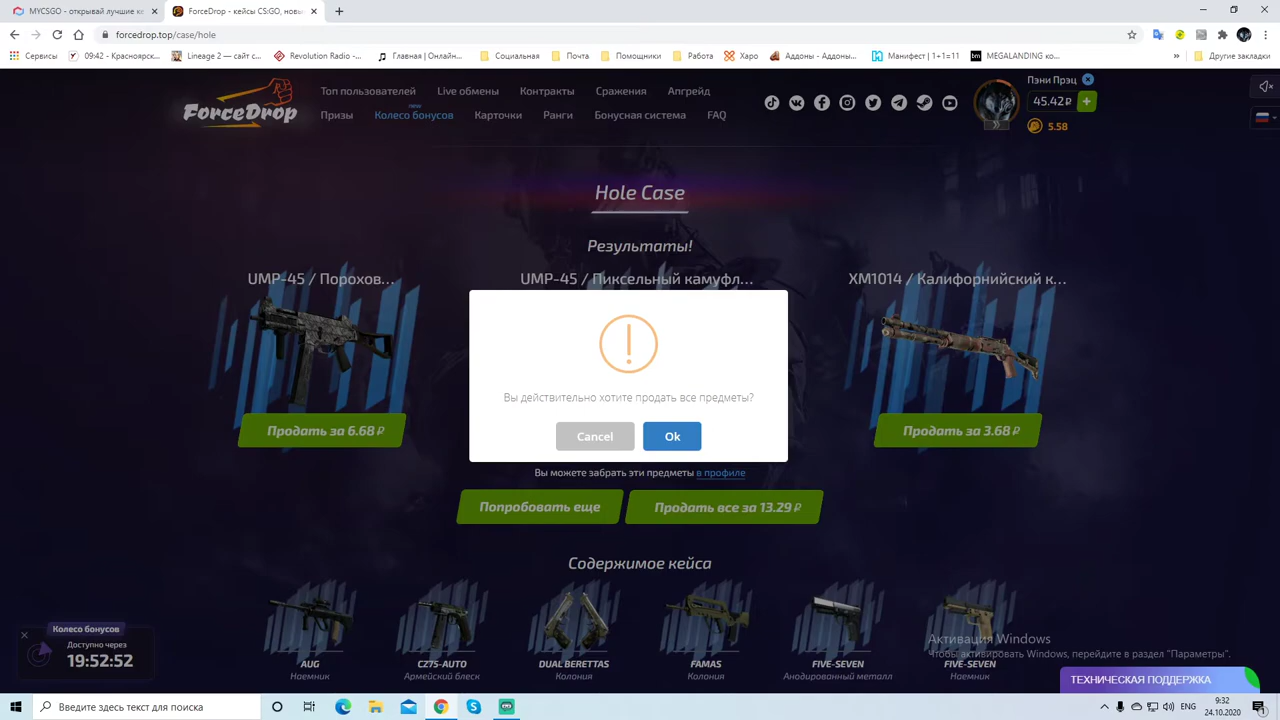 MYCSGO - открывай лучшие ке
ForceDrop - кейсы CS:GO, новы
forcedrop.top/case/hole
Сервисы
09:42 - Красноярск...
Lineage 2 — сайт с...
Revolution Radio -...
Главная | Онлайн...
Социальные
Почта
Помощники
Работа
Харо
Аддоны - Аддоны...
Манифест | 1+1=11
MEGALANDING ко...
»
Другие закладки
ForceDrop
Топ пользователей
Live обмены
Контракты
Сражения
Апгрейд
new
Призы
Колесо бонусов
Карточки
Ранги
Бонусная система
FAQ
Пэни Прэц
45.42₽
5.58
Hole Case
Результаты!
UMP-45 / Порохов...
UMP-45 / Пиксельный камуфл...
XM1014 / Калифорнийский к...
Вы действительно хотите продать все предметы?
Cancel
Ok
Продать за 6.68 ₽
Продать за 3.68 ₽
Вы можете забрать эти предметы в профиле
Попробовать еще
Продать все за 13.29 ₽
Содержимое кейса
AUG
Наемник
CZ75-AUTO
Армейский блеск
DUAL BERETTAS
Колония
FAMAS
Колония
FIVE-SEVEN
Анодированный металл
FIVE-SEVEN
Наемник
Колесо бонусов
Доступно через
19:52:52
Активация Windows
Чтобы активировать Windows, перейдите в раздел "Параметры".
ТЕХНИЧЕСКАЯ ПОДДЕРЖКА
Введите здесь текст для поиска
ENG
9:32
24.10.2020
1